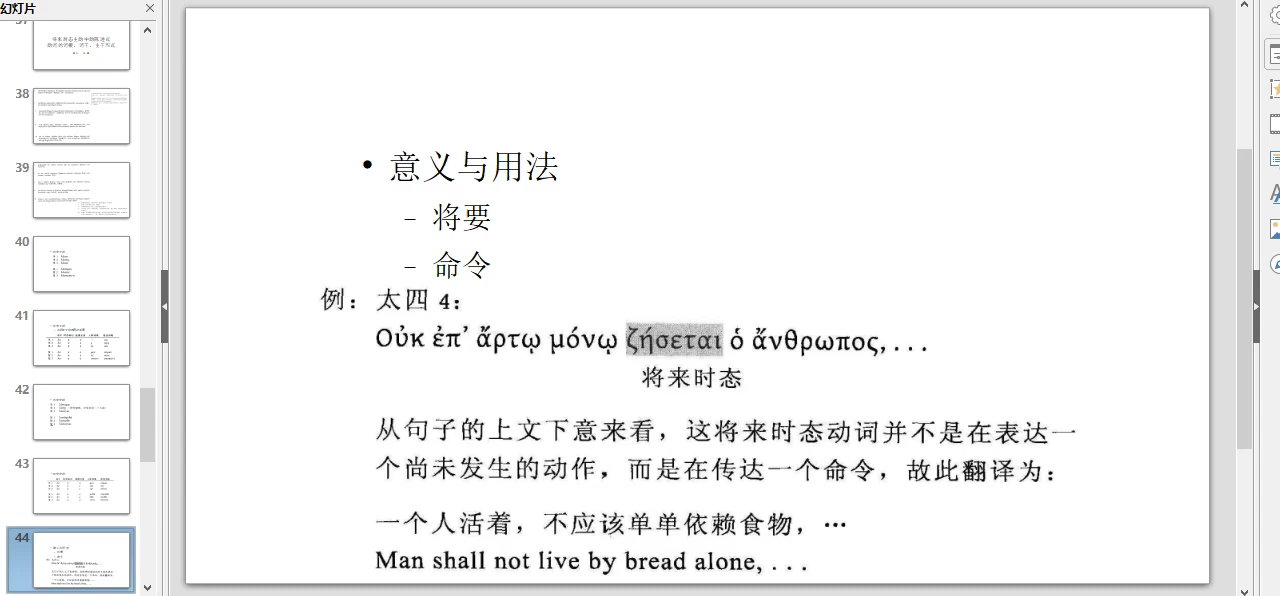 幻灯片
37
38
39
40
41
42
43
44
• 意义与用法
– 将要
– 命令
例：太四 4：
Οὐκ ἐπ’ ἄρτῳ μόνῳ ζήσεται ὁ ἄνθρωπος, . . .
将来时态
从句子的上文下意来看，这将来时态动词并不是在表达一
个尚未发生的动作，而是在传达一个命令，故此翻译为：
一个人活着，不应该单单依赖食物，…
Man shall not live by bread alone, . . .